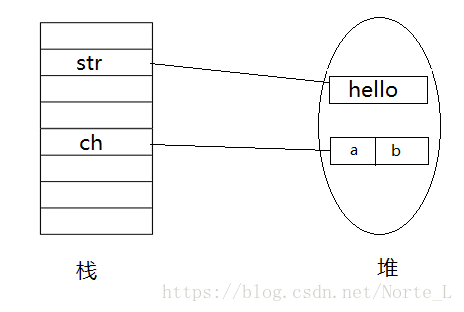 str
hello
ch
a
b
栈
堆
https://blog.csdn.net/Norte_L